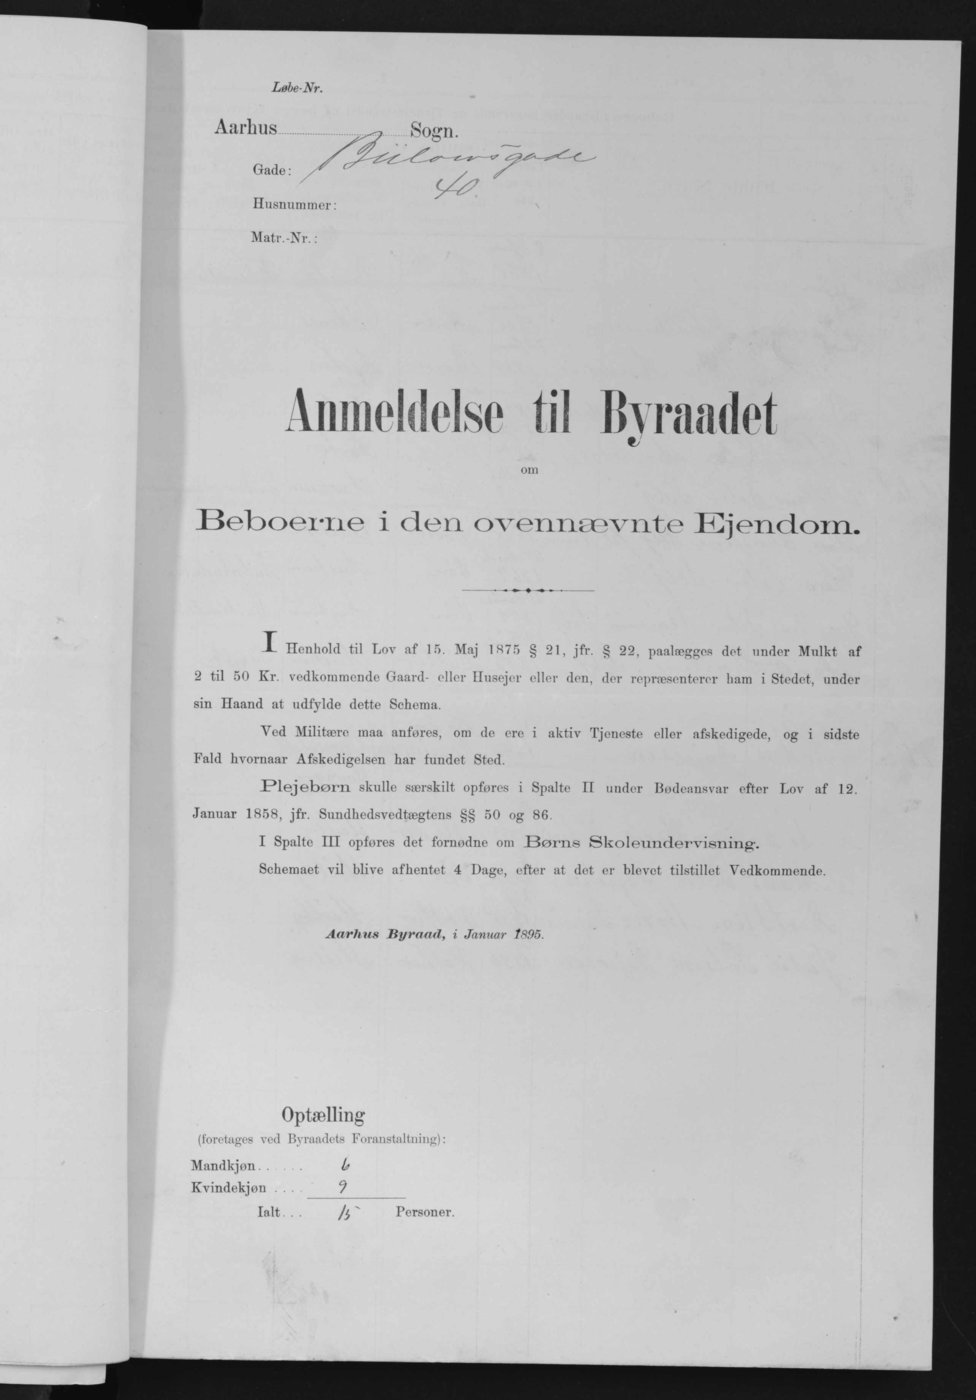 Løbe-Nr.
Aarhus Sogn.
Gade: Bülowsgade
Husnummer: 40.
Matr.-Nr.:
Anmeldelse til Byraadet
om
Beboerne i den ovennævnte Ejendom.
I Henhold til Lov af 15. Maj 1875 § 21, jfr. § 22, paalægges det under Mulkt af
2 til 50 Kr. vedkommende Gaard- eller Husejer eller den, der repræsenterer ham i Stedet, under
sin Haand at udfylde dette Schema.
Ved Militære maa anføres, om de ere i aktiv Tjeneste eller afskedigede, og i sidste
Fald hvornaar Afskedigelsen har fundet Sted.
Plejebørn skulle særskilt opføres i Spalte II under Bødeansvar efter Lov af 12.
Januar 1858, jfr. Sundhedsvedtægtens §§ 50 og 86.
I Spalte III opføres det fornødne om Børns Skoleundervisning.
Schemaet vil blive afhentet 4 Dage, efter at det er blevet tilstillet Vedkommende.
Aarhus Byraad, i Januar 1895.
Optælling
(foretages ved Byraadets Foranstaltning):
Mandkjøn...... 6
Kvindekjøn .... 9
Ialt... 15 Personer.